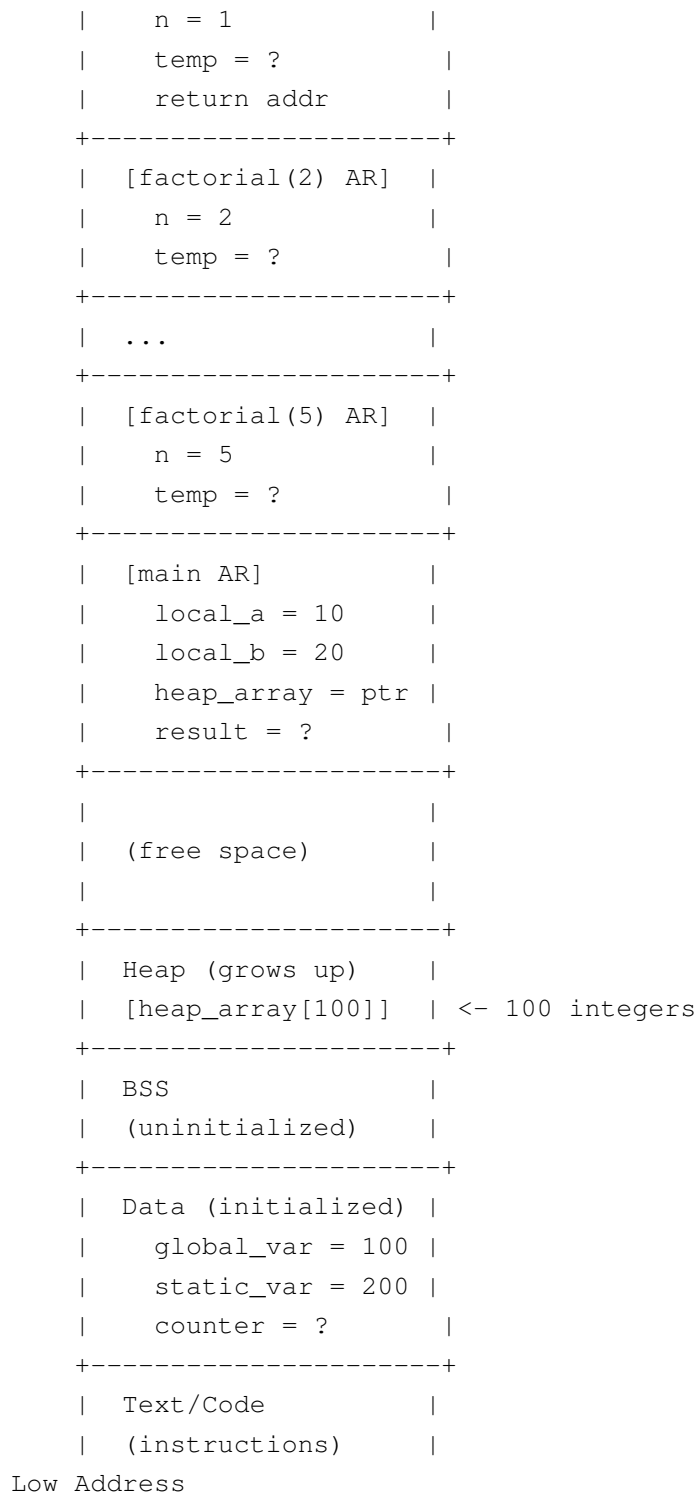 |    n = 1             |
|    temp = ?          |
|    return addr       |
+----------------------+
|  [factorial(2) AR]  |
|    n = 2            |
|    temp = ?          |
+----------------------+
|  ...                |
+----------------------+
|  [factorial(5) AR]  |
|    n = 5            |
|    temp = ?          |
+----------------------+
|  [main AR]          |
|    local_a = 10     |
|    local_b = 20     |
|    heap_array = ptr |
|    result = ?        |
+----------------------+
|                     |
|  (free space)       |
|                     |
+----------------------+
|  Heap (grows up)    |
|  [heap_array[100]]  | <- 100 integers
+----------------------+
|  BSS                |
|  (uninitialized)    |
+----------------------+
|  Data (initialized) |
|    global_var = 100 |
|    static_var = 200 |
|    counter = ?       |
+----------------------+
|  Text/Code          |
|  (instructions)     |
Low Address